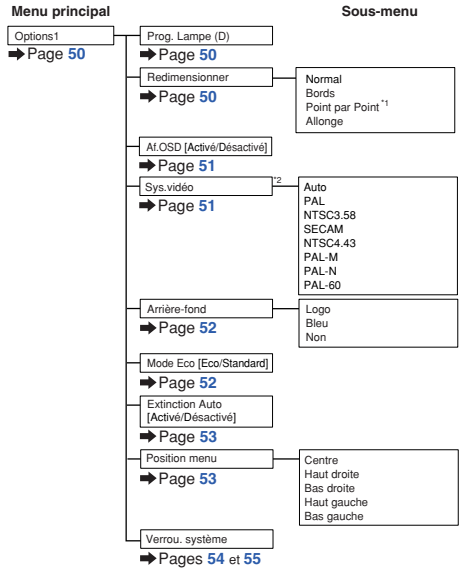 Menu principal
Sous-menu
Options1
Page 50
Prog. Lampe (D)
Page 50
Redimensionner
Page 50
Normal
Bords
Point par Point *1
Allonge
Af.OSD [Activé/Désactivé]
Page 51
Sys.vidéo
*2
Page 51
Auto
PAL
NTSC3.58
SECAM
NTSC4.43
PAL-M
PAL-N
PAL-60
Arrière-fond
Page 52
Logo
Bleu
Non
Mode Eco [Eco/Standard]
Page 52
Extinction Auto
[Activé/Désactivé]
Page 53
Position menu
Page 53
Centre
Haut droite
Bas droite
Haut gauche
Bas gauche
Verrou. système
Pages 54 et 55